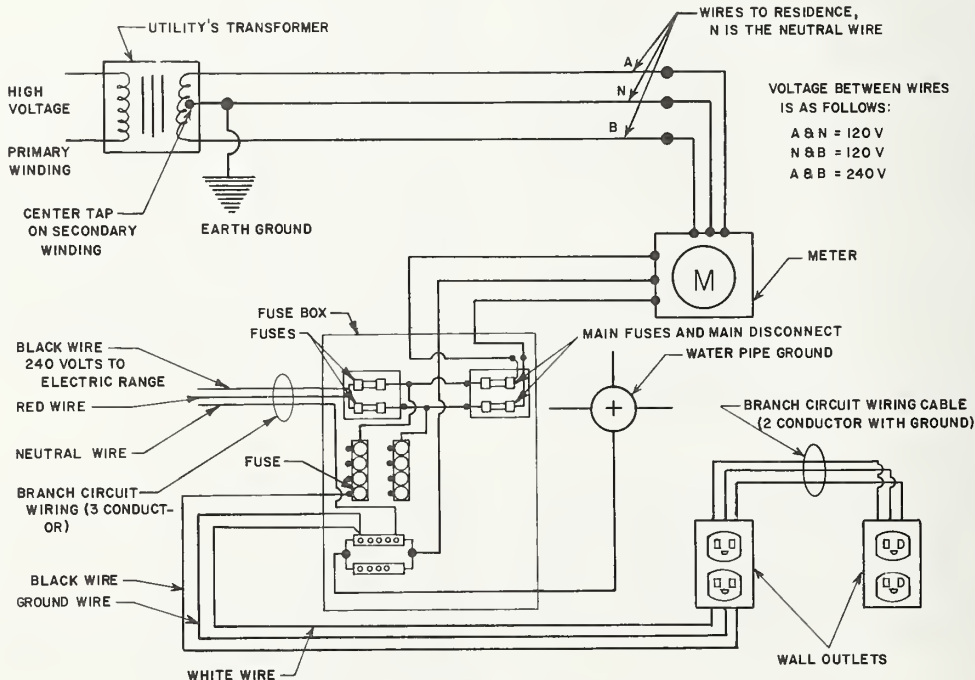 UTILITY'S TRANSFORMER
WIRES TO RESIDENCE,
N IS THE NEUTRAL WIRE
HIGH
VOLTAGE
PRIMARY
WINDING
A
N
B
VOLTAGE BETWEEN WIRES
IS AS FOLLOWS:
A & N = 120 V
N & B = 120 V
A & B = 240 V
CENTER TAP
ON SECONDARY
WINDING
EARTH GROUND
M
METER
FUSE BOX
FUSES
MAIN FUSES AND MAIN DISCONNECT
WATER PIPE GROUND
BLACK WIRE
240 VOLTS TO
ELECTRIC RANGE
RED WIRE
NEUTRAL WIRE
BRANCH CIRCUIT
WIRING (3 CONDUCT-
OR)
FUSE
BRANCH CIRCUIT WIRING CABLE
(2 CONDUCTOR WITH GROUND)
BLACK WIRE
GROUND WIRE
WHITE WIRE
WALL OUTLETS